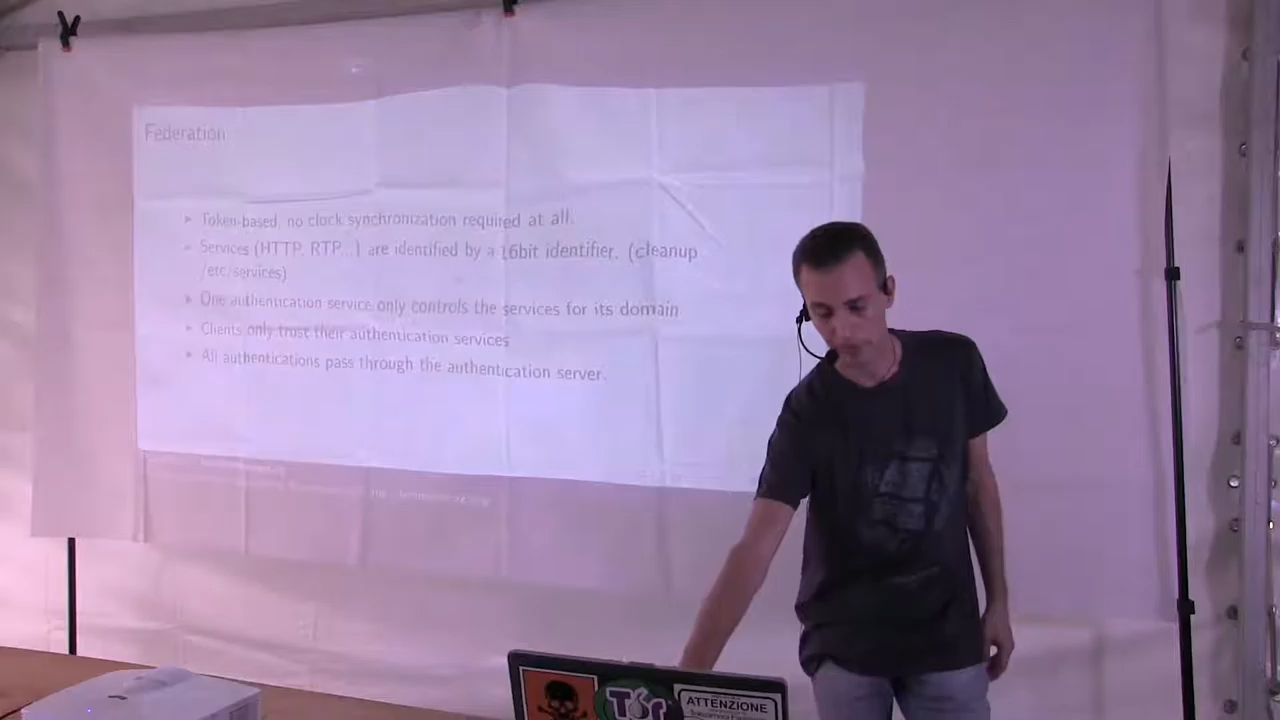 Federation
Token-based, no clock synchronization required at all.
Services (HTTP, RTP...) are identified by a 16bit identifier. (cleanup
/etc/services)
One authentication service only controls the services for its domain
Clients only trust their authentication services
All authentications pass through the authentication server.
Tor
ATTENZIONE